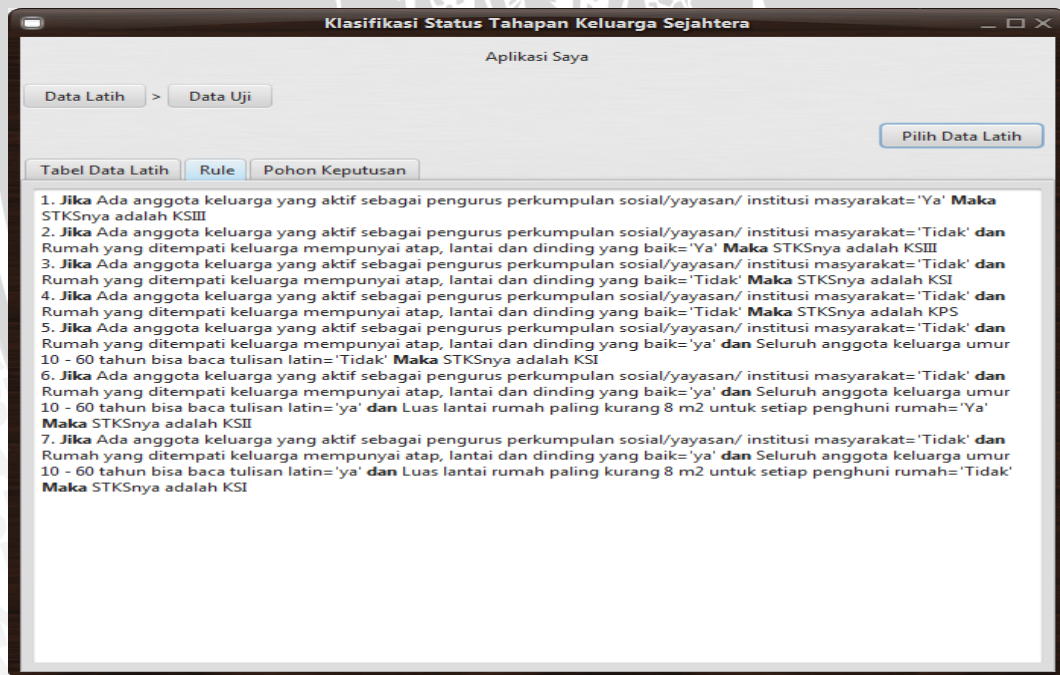 Klasifikasi Status Tahapan Keluarga Sejahtera
Aplikasi Saya
Data Latih > Data Uji
Pilih Data Latih
Tabel Data Latih Rule Pohon Keputusan
1. Jika Ada anggota keluarga yang aktif sebagai pengurus perkumpulan sosial/yayasan/ institusi masyarakat='Ya' Maka
STKSnya adalah KSIII
2. Jika Ada anggota keluarga yang aktif sebagai pengurus perkumpulan sosial/yayasan/ institusi masyarakat='Tidak' dan
Rumah yang ditempati keluarga mempunyai atap, lantai dan dinding yang baik='Ya' Maka STKSnya adalah KSIII
3. Jika Ada anggota keluarga yang aktif sebagai pengurus perkumpulan sosial/yayasan/ institusi masyarakat='Tidak' dan
Rumah yang ditempati keluarga mempunyai atap, lantai dan dinding yang baik='Tidak' Maka STKSnya adalah KSI
4. Jika Ada anggota keluarga yang aktif sebagai pengurus perkumpulan sosial/yayasan/ institusi masyarakat='Tidak' dan
Rumah yang ditempati keluarga mempunyai atap, lantai dan dinding yang baik='Tidak' Maka STKSnya adalah KPS
5. Jika Ada anggota keluarga yang aktif sebagai pengurus perkumpulan sosial/yayasan/ institusi masyarakat='Tidak' dan
Rumah yang ditempati keluarga mempunyai atap, lantai dan dinding yang baik='ya' dan Seluruh anggota keluarga umur
10 - 60 tahun bisa baca tulisan latin='Tidak' Maka STKSnya adalah KSI
6. Jika Ada anggota keluarga yang aktif sebagai pengurus perkumpulan sosial/yayasan/ institusi masyarakat='Tidak' dan
Rumah yang ditempati keluarga mempunyai atap, lantai dan dinding yang baik='ya' dan Seluruh anggota keluarga umur
10 - 60 tahun bisa baca tulisan latin='ya' dan Luas lantai rumah paling kurang 8 m2 untuk setiap penghuni rumah='Ya'
Maka STKSnya adalah KSII
7. Jika Ada anggota keluarga yang aktif sebagai pengurus perkumpulan sosial/yayasan/ institusi masyarakat='Tidak' dan
Rumah yang ditempati keluarga mempunyai atap, lantai dan dinding yang baik='ya' dan Seluruh anggota keluarga umur
10 - 60 tahun bisa baca tulisan latin='ya' dan Luas lantai rumah paling kurang 8 m2 untuk setiap penghuni rumah='Tidak'
Maka STKSnya adalah KSI